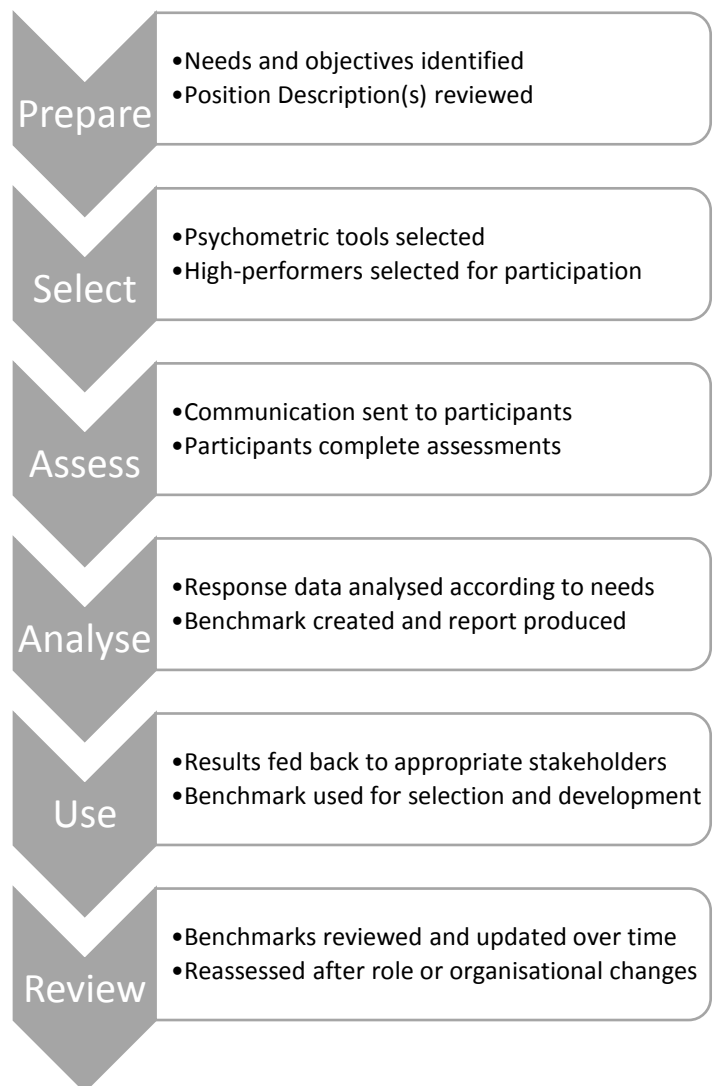 Prepare
•Needs and objectives identified
•Position Description(s) reviewed
Select
•Psychometric tools selected
•High-performers selected for participation
Assess
•Communication sent to participants
•Participants complete assessments
Analyse
•Response data analysed according to needs
•Benchmark created and report produced
Use
•Results fed back to appropriate stakeholders
•Benchmark used for selection and development
Review
•Benchmarks reviewed and updated over time
•Reassessed after role or organisational changes